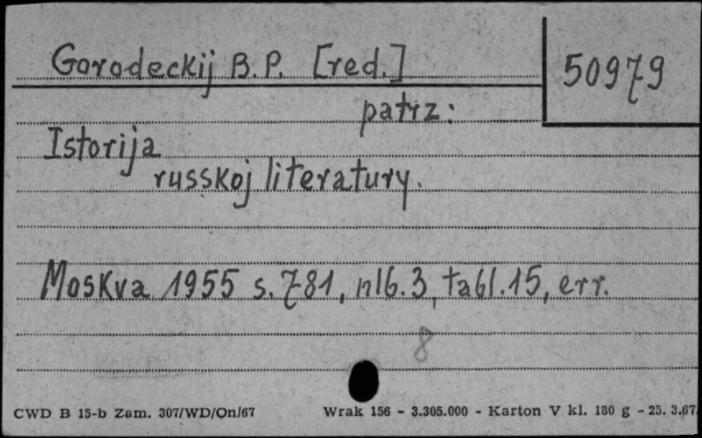 Gorodeckij B.P. [red.]
50979
patrz:
Istorija
russkoj literatury.
Moskva 1955 s. 781, nlb. 3, tabl. 15, err.
8
CWD B 15-b Zam. 307/WD/On/67 Wrak 156 - 3.305.000 - Karton V kl. 180 g - 25. 3.67